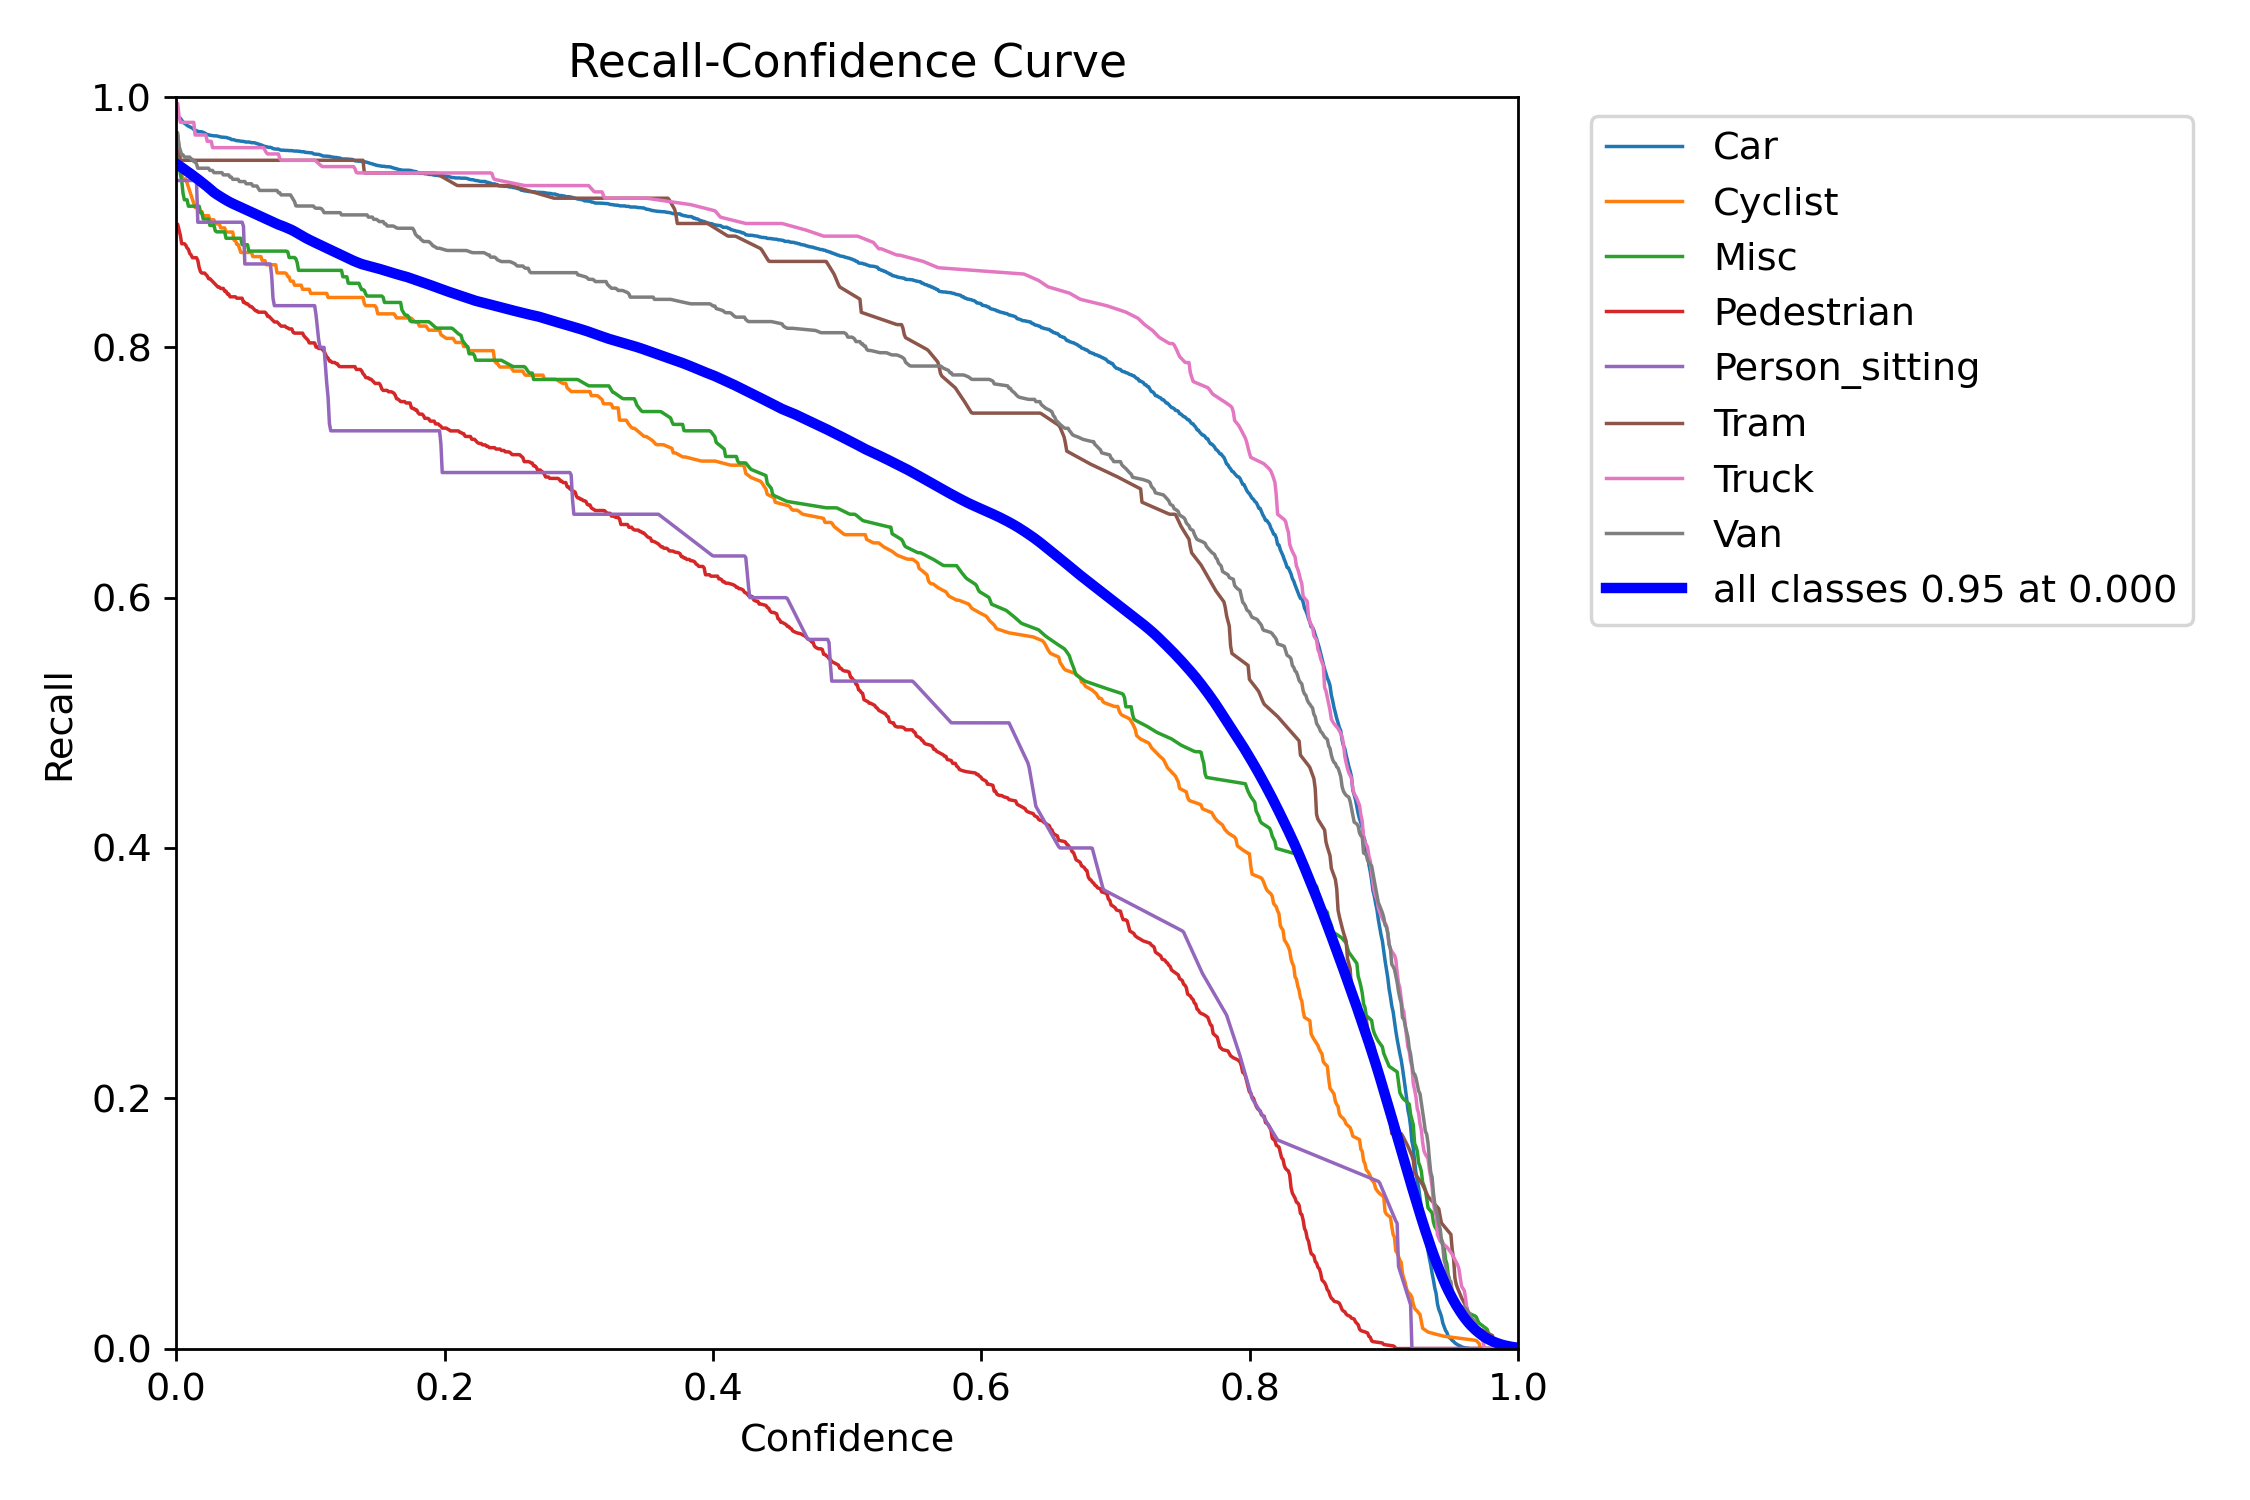 Recall-Confidence Curve
1.0
0.8
0.6
0.4
0.2
0.0
Recall
0.0 0.2 0.4 0.6 0.8 1.0
Confidence
Car
Cyclist
Misc
Pedestrian
Person_sitting
Tram
Truck
Van
all classes 0.95 at 0.000